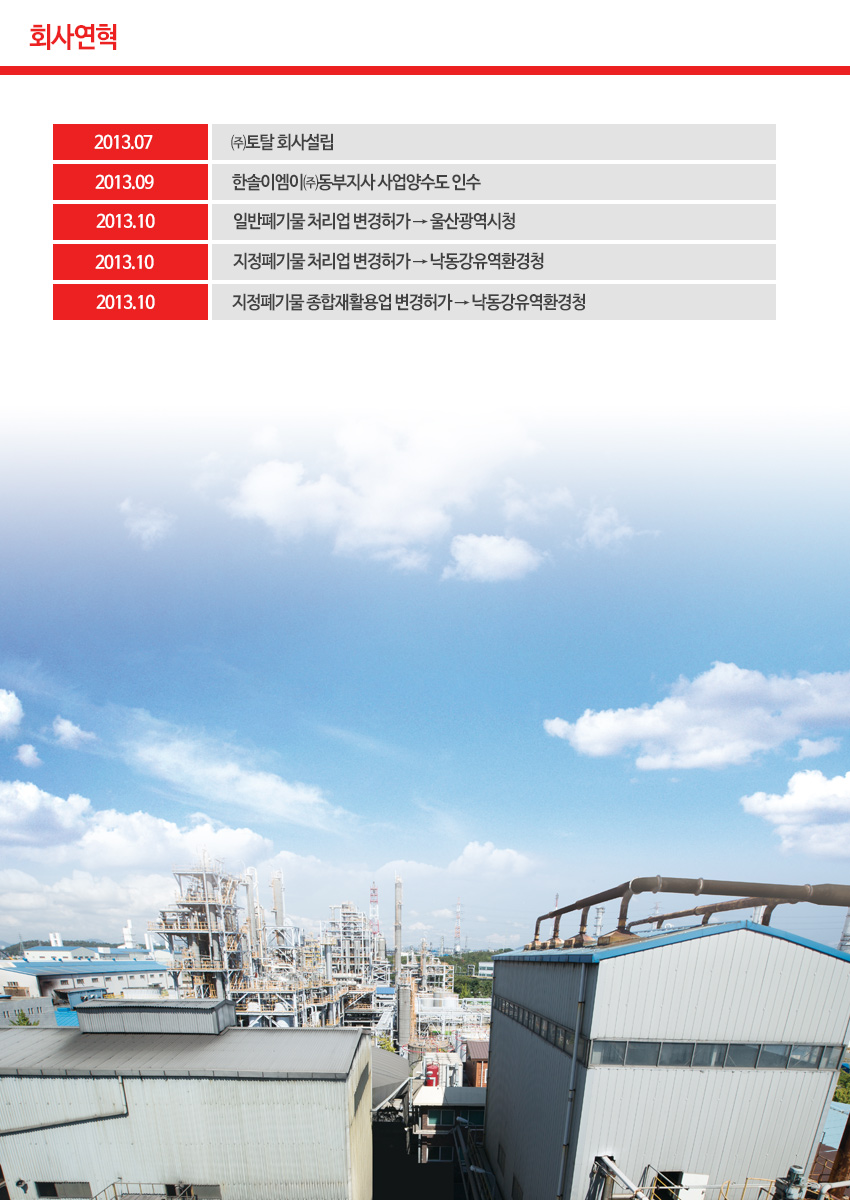 회사연혁
2013.07 ㈜토탈 회사설립
2013.09 한솔이엠이㈜동부지사 사업양수도 인수
2013.10 일반폐기물 처리업 변경허가 → 울산광역시청
2013.10 지정폐기물 처리업 변경허가 → 낙동강유역환경청
2013.10 지정폐기물 종합재활용업 변경허가 → 낙동강유역환경청